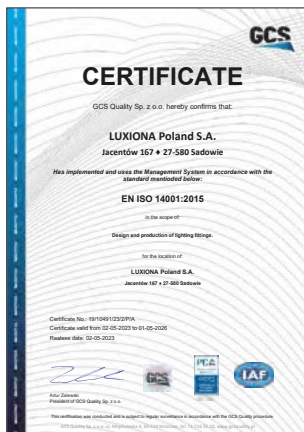 GCS
CERTIFICATE
GCS Quality Sp. z o.o. hereby confirms that:
LUXIONA Poland S.A.
Jacentów 167 ♦ 27-580 Sadowie
Has implemented and uses the Management System in accordance with the
standard mentioned below:
EN ISO 14001:2015
in the scope of:
Design and production of lighting fittings.
for the location of:
LUXIONA Poland S.A.
Jacentów 167 ♦ 27-580 Sadowie
Certificate No.: 19/10491/23/2/P/A
Certificate valid from 02-05-2023 to 01-05-2026
Realase date: 02-05-2023
GCS
PCA
IAF
Artur Zalewski
President of GCS Quality Sp. z o.o.
This certification was conducted and is subject to regular surveillance in accordance with the GCS Quality procedure